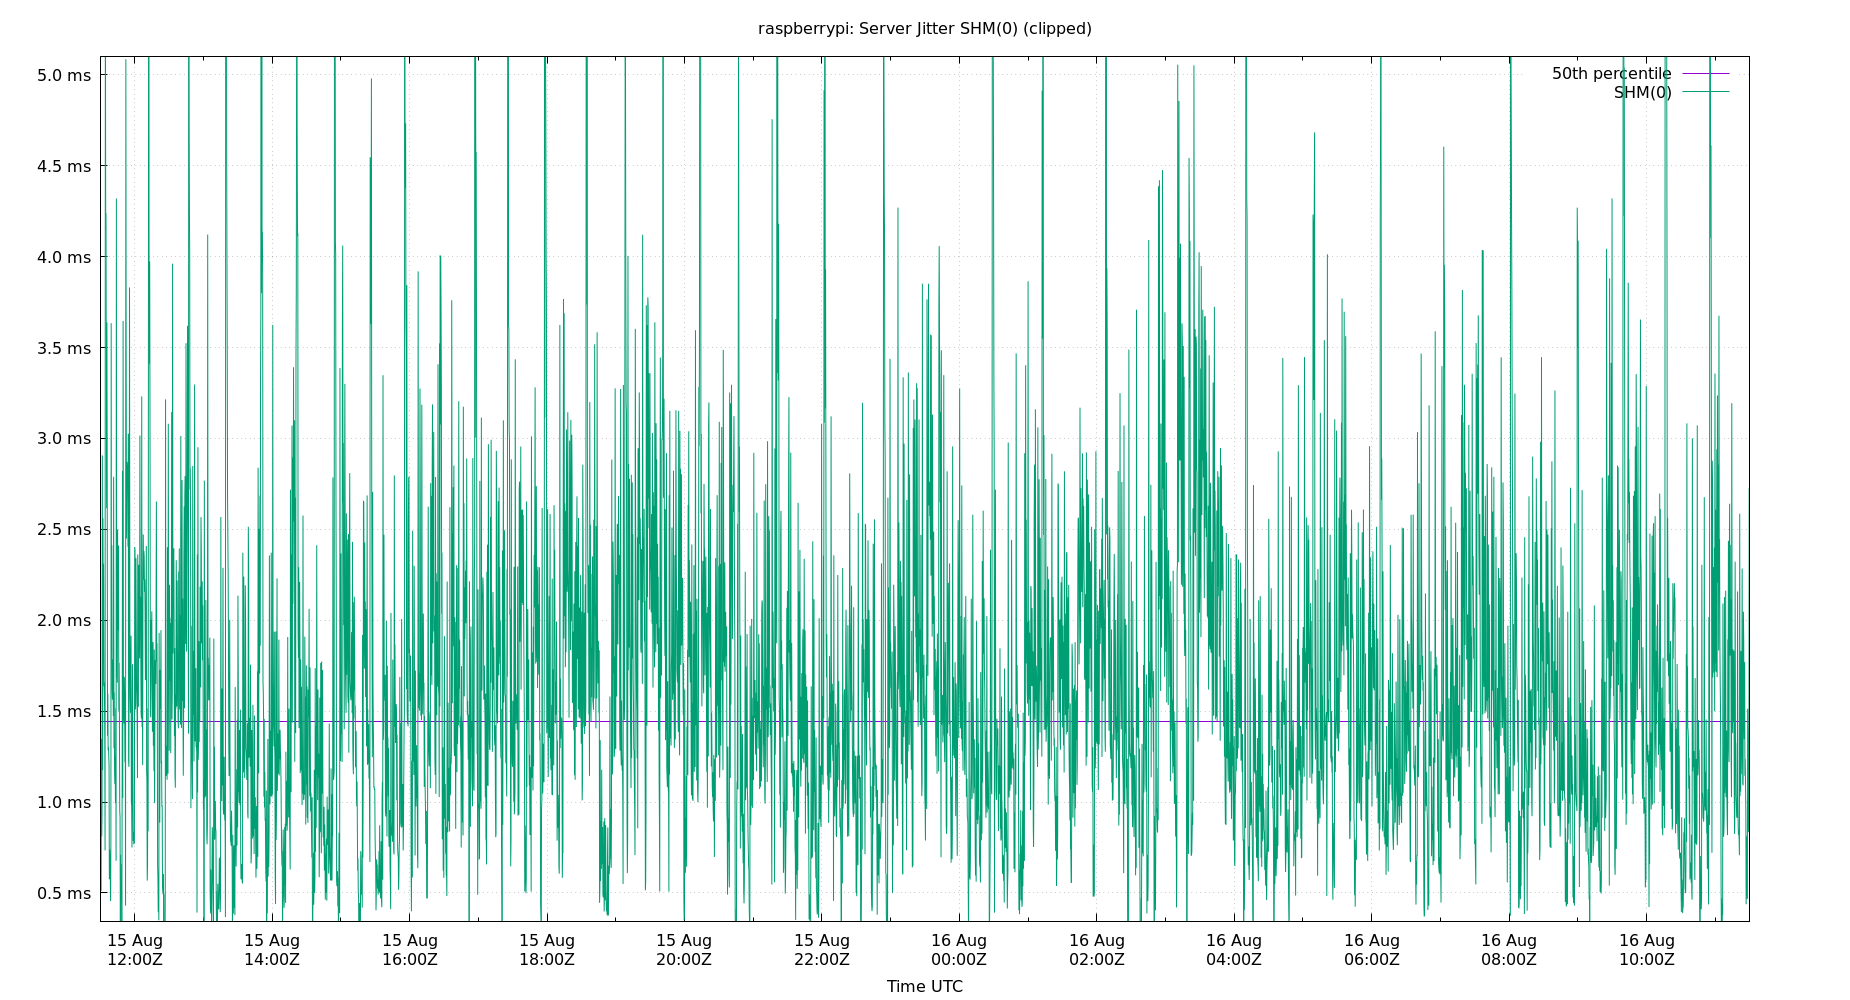 raspberrypi: Server Jitter SHM(0) (clipped)
50th percentile
SHM(0)
5.0 ms
4.5 ms
4.0 ms
3.5 ms
3.0 ms
2.5 ms
2.0 ms
1.5 ms
1.0 ms
0.5 ms
15 Aug 15 Aug 15 Aug 15 Aug 15 Aug 15 Aug 16 Aug 16 Aug 16 Aug 16 Aug 16 Aug 16 Aug
12:00Z 14:00Z 16:00Z 18:00Z 20:00Z 22:00Z 00:00Z 02:00Z 04:00Z 06:00Z 08:00Z 10:00Z
Time UTC